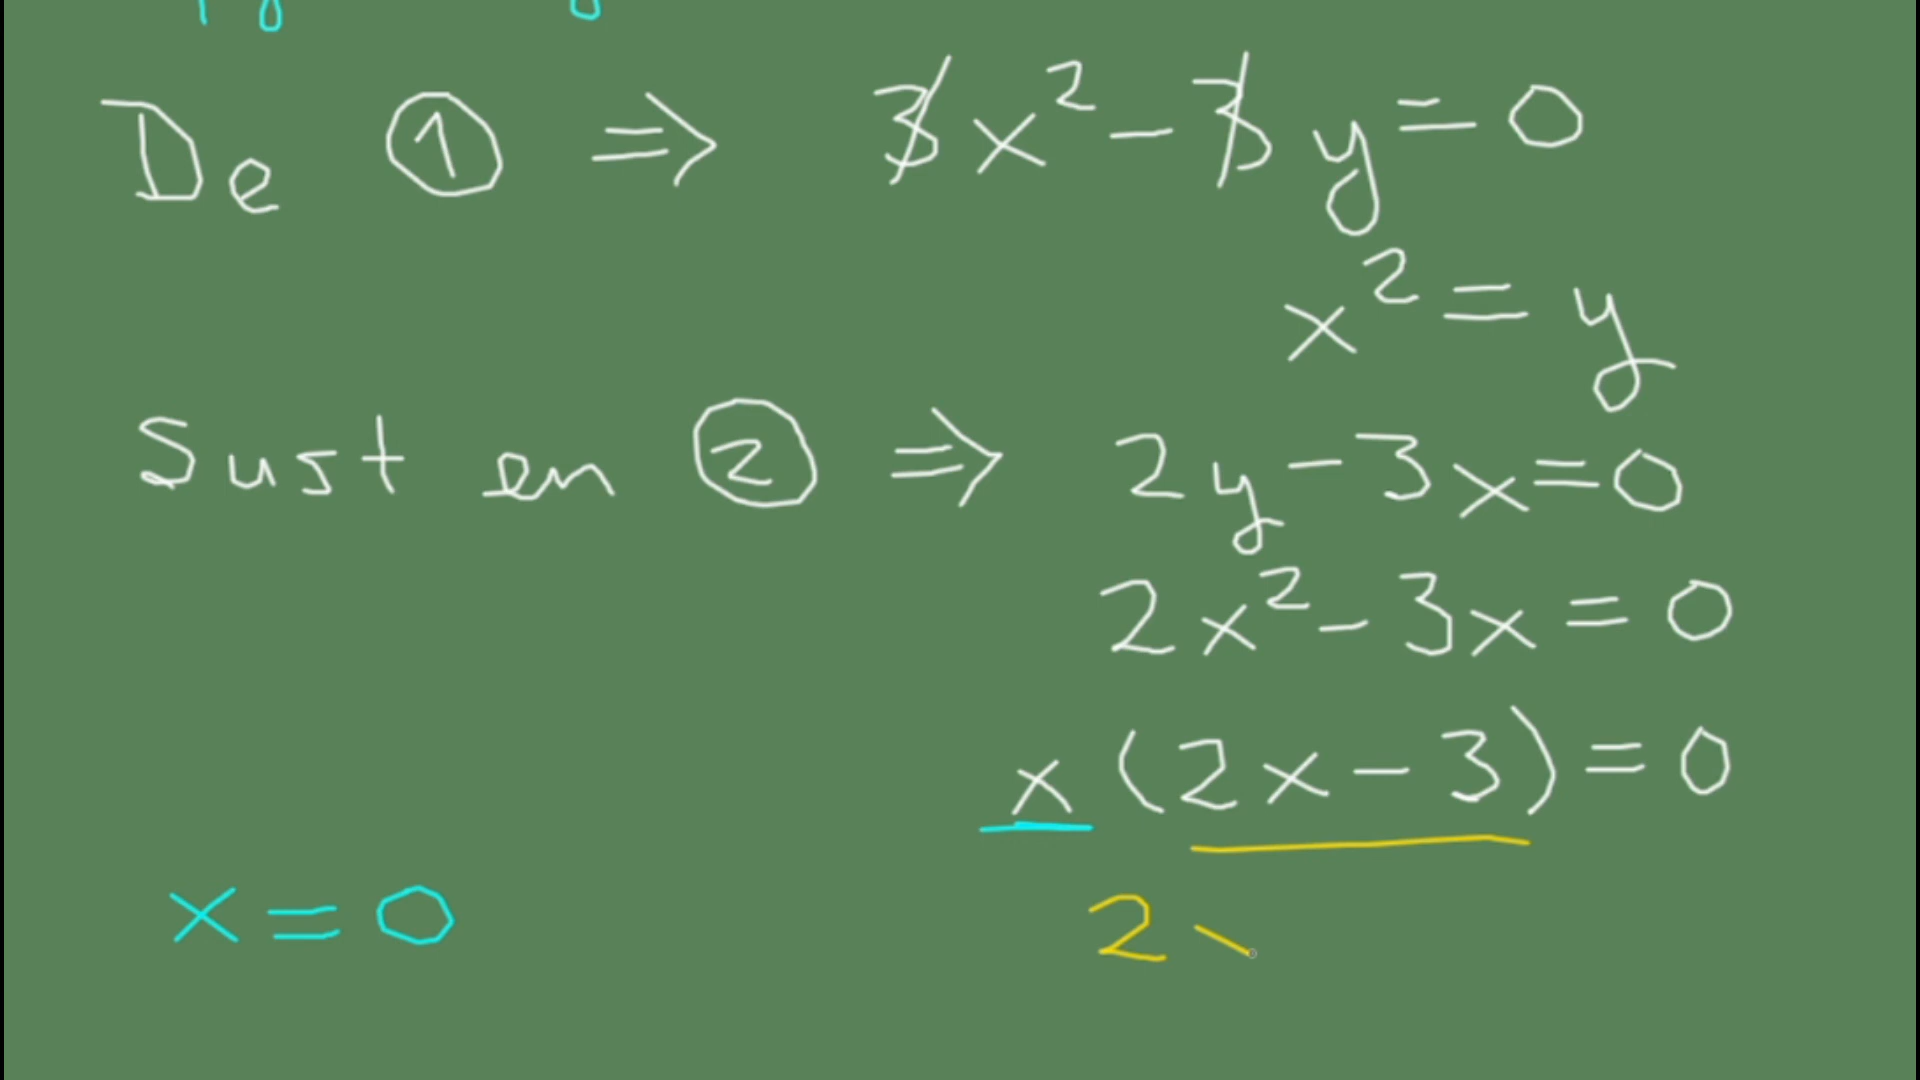 De ① ⇒ 3x² - 3y = 0
x² = y
Sust en ② ⇒ 2y - 3x = 0
2x² - 3x = 0
x (2x - 3) = 0
x = 0
2